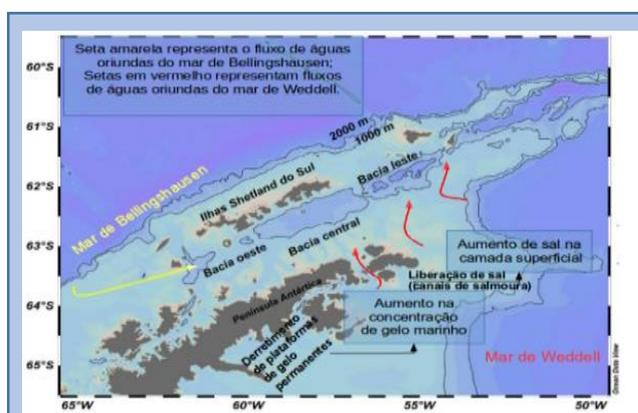 Seta amarela representa o fluxo de águas
oriundas do mar de Bellingshausen;
Setas em vermelho representam fluxos
de águas oriundas do mar de Weddell.
60°S
61°S
62°S
63°S
64°S
65°S
2000 m
1000 m
Bacia leste
Ilhas Shetland do Sul
Mar de Bellingshausen
Bacia central
Bacia oeste
Aumento de sal na
camada superficial
Liberação de sal
(canais de salmoura)
Península Antártica
Aumento na
concentração
de gelo marinho
Derretimento
de plataformas
de gelo
permanentes
Mar de Weddell
Ocean Data View
65°W
60°W
55°W
50°W